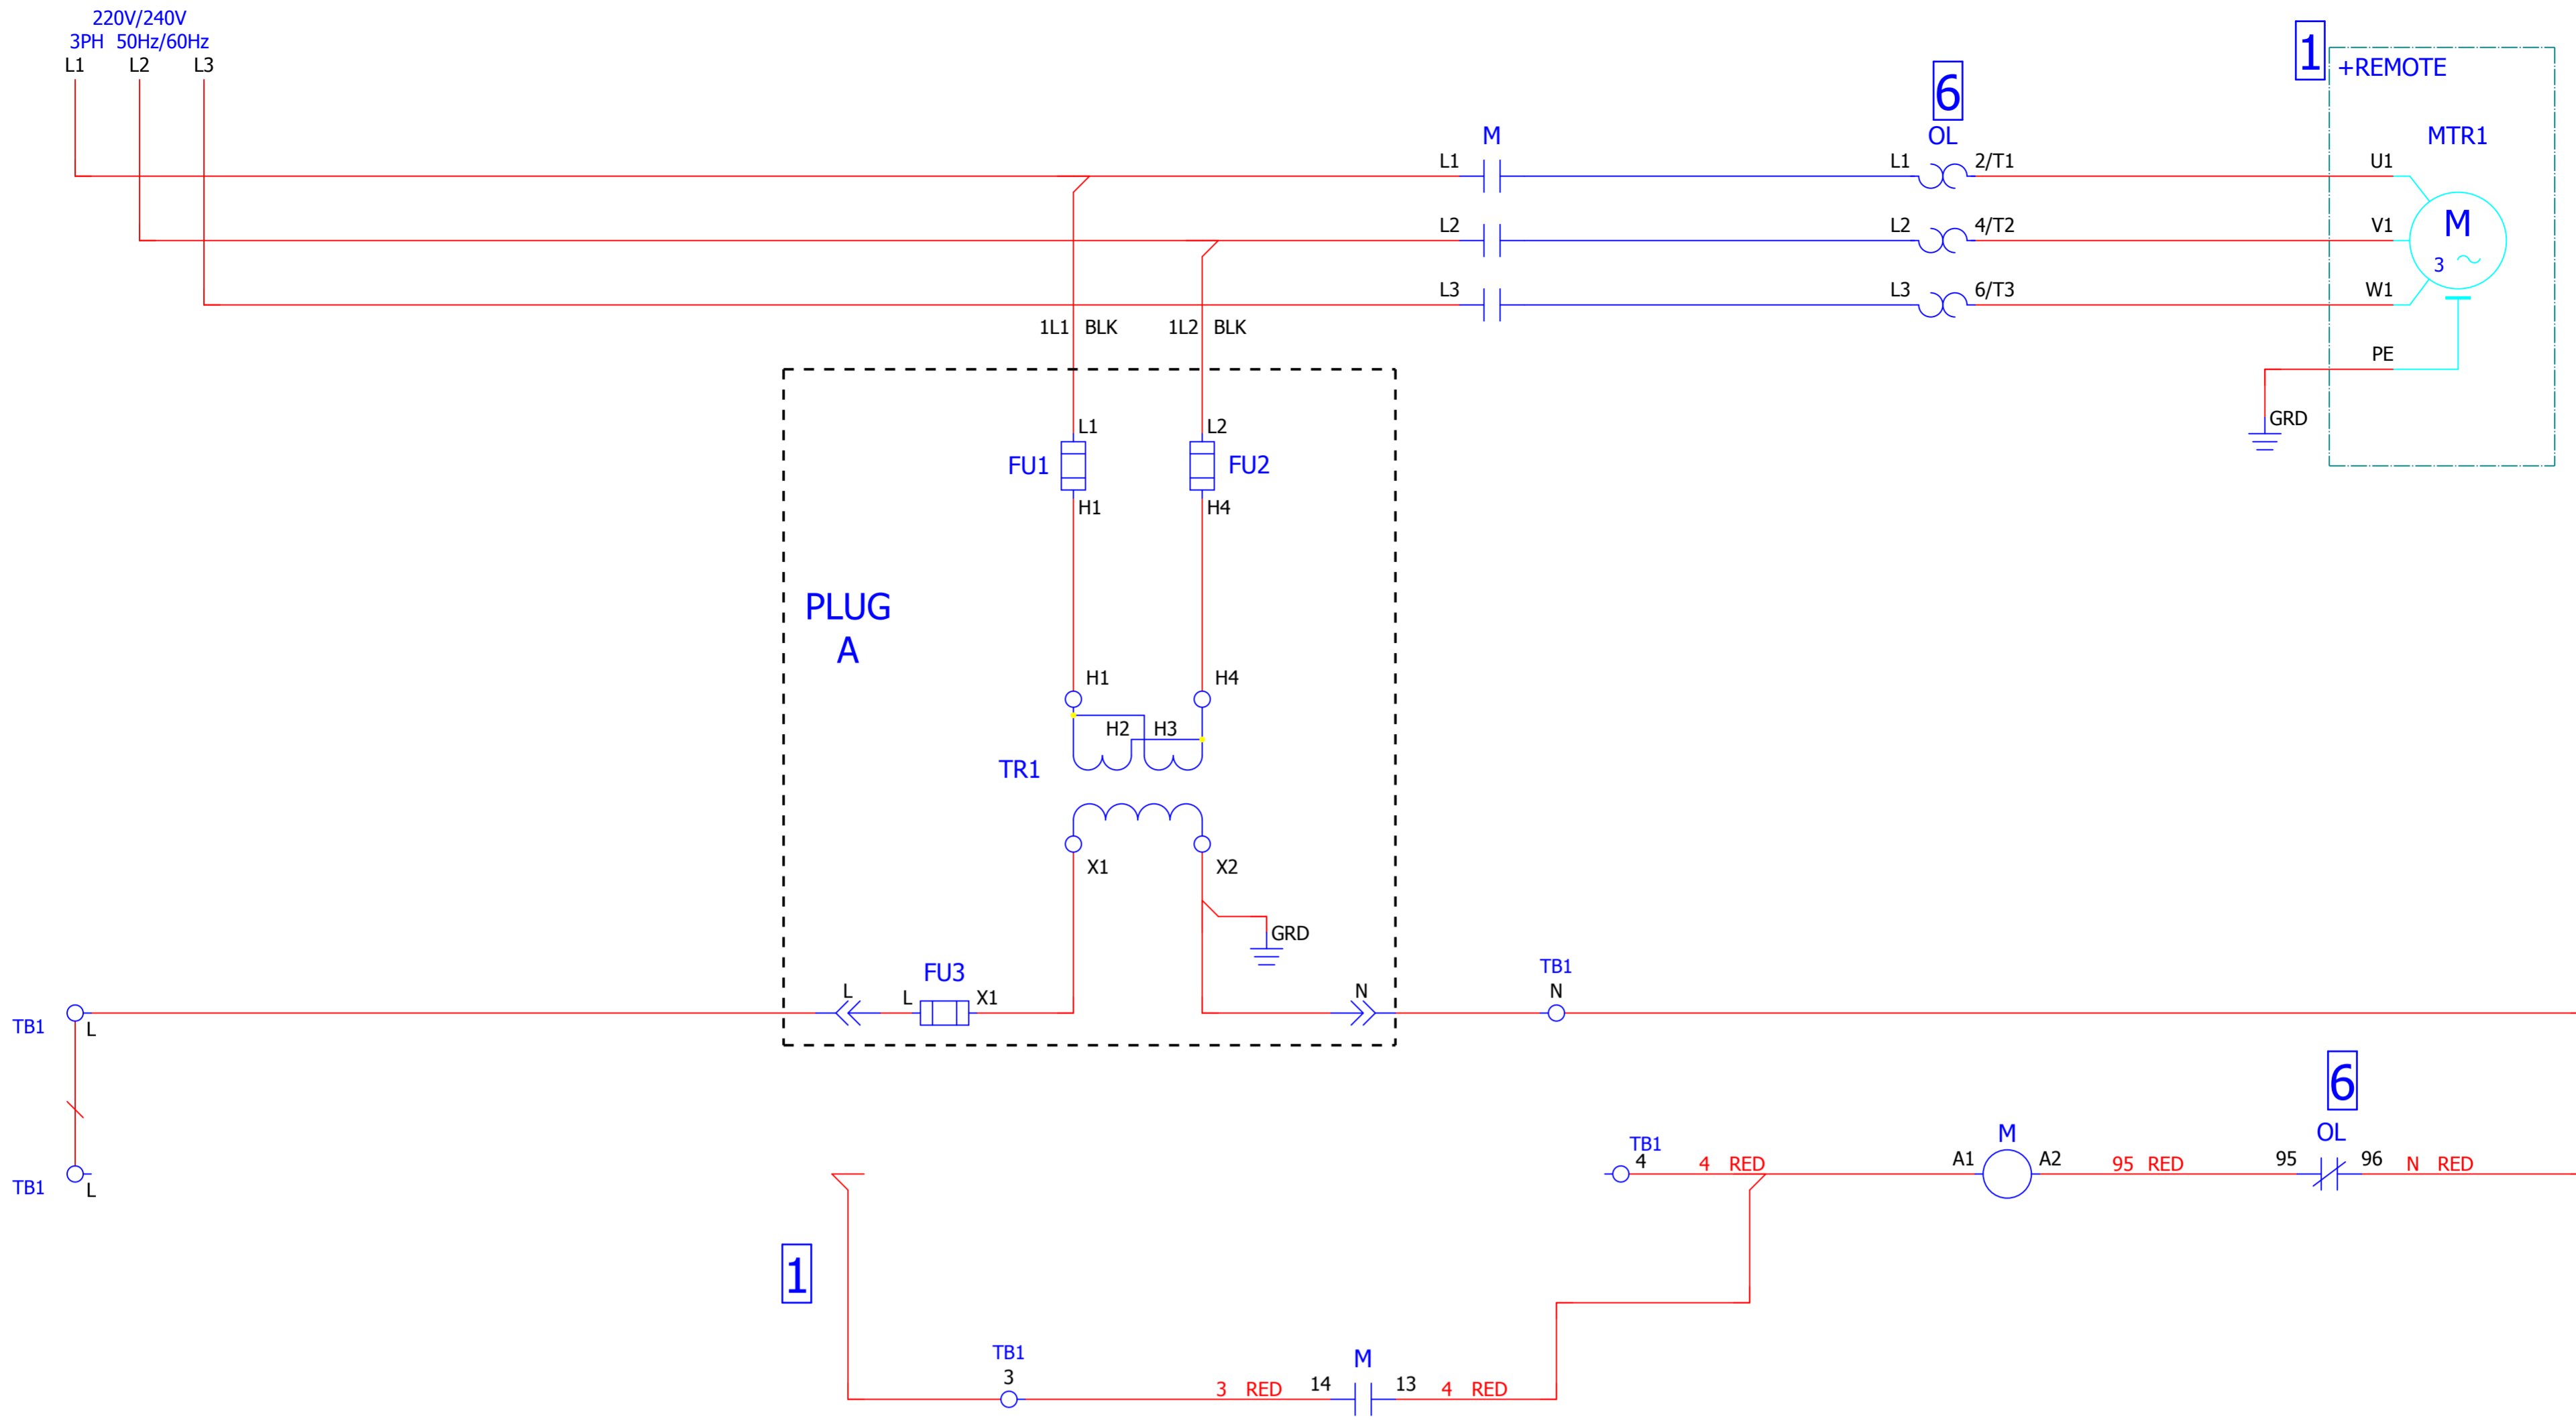 220V/240V
3PH 50Hz/60Hz
L1 L2 L3
1
+REMOTE
6
M
OL
MTR1
L1
L1 2/T1
U1
L2
L2 4/T2
V1
M
3
L3
L3 6/T3
W1
1L1 BLK 1L2 BLK
PE
GRD
L1 L2
FU1 FU2
H1 H4
PLUG
A
H1 H4
H2 H3
TR1
X1 X2
GRD
FU3
L L X1
N
TB1
N
TB1 L
6
TB1
4
4 RED
M
A1 A2
95 RED
OL
95 96
N RED
TB1 L
1
TB1
3
3 RED
M
14 13
4 RED